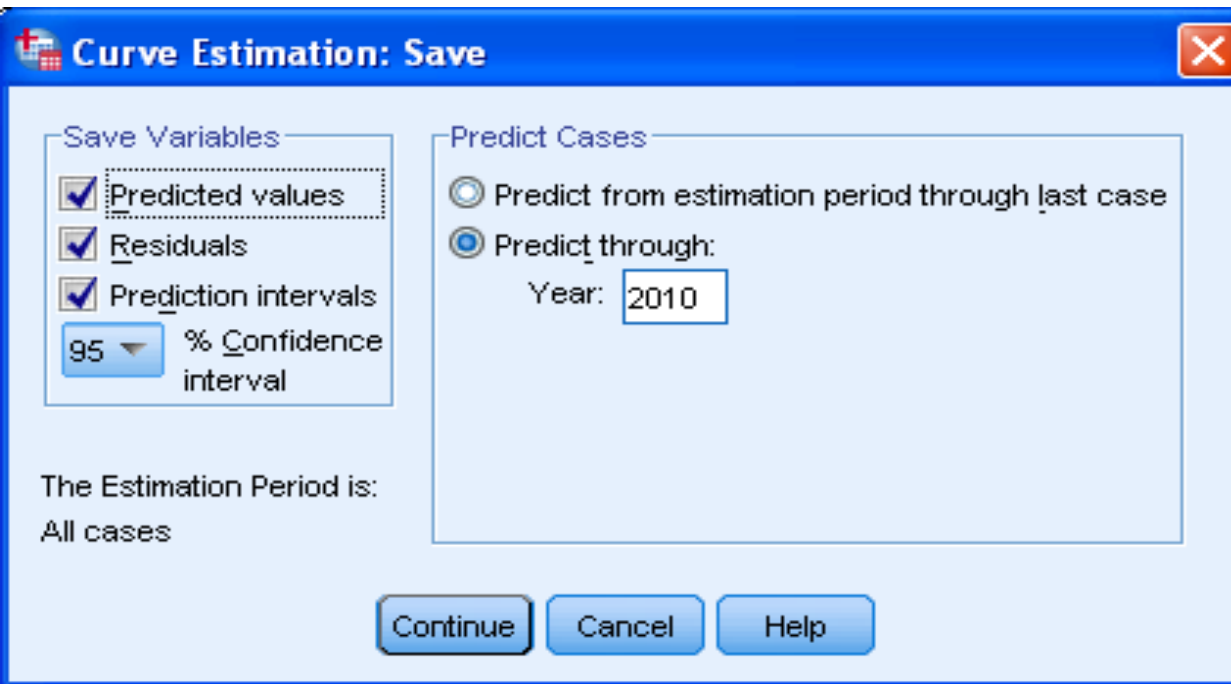 Curve Estimation: Save
Save Variables
Predicted values
Residuals
Prediction intervals
95 % Confidence
interval
The Estimation Period is:
All cases
Predict Cases
Predict from estimation period through last case
Predict through:
Year: 2010
Continue Cancel Help